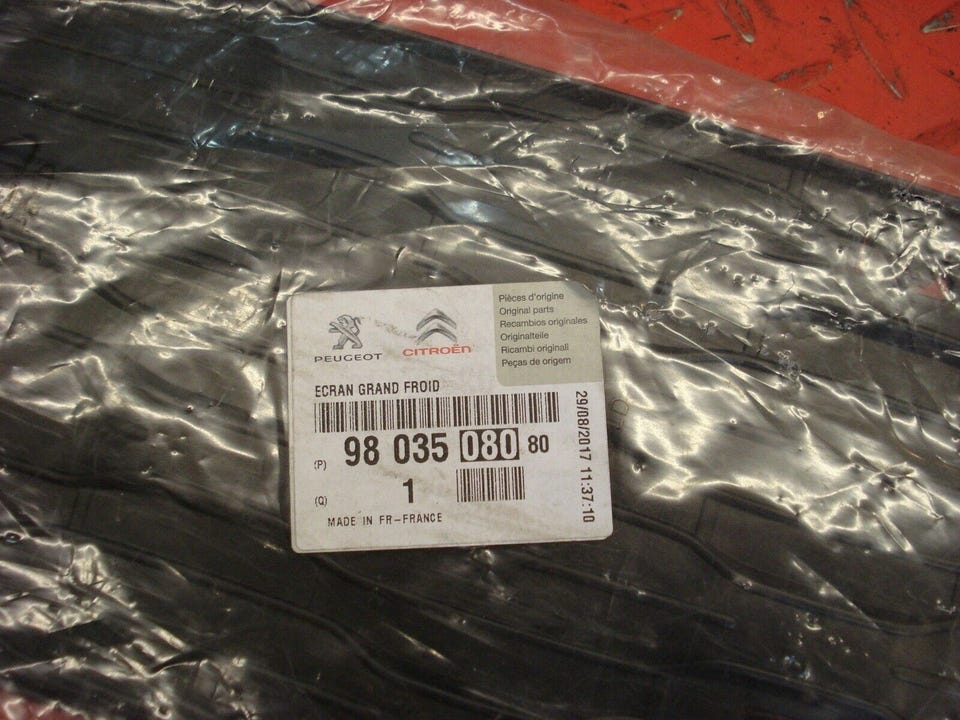 PEUGEOT
CITROËN
Pièces d'origine
Original parts
Recambios originales
Originalteile
Ricambi originali
Peças de origem
ECRAN GRAND FROID
(P) 98 035 080 80
(Q) 1
MADE IN FR-FRANCE
29/08/2017 11:37:10